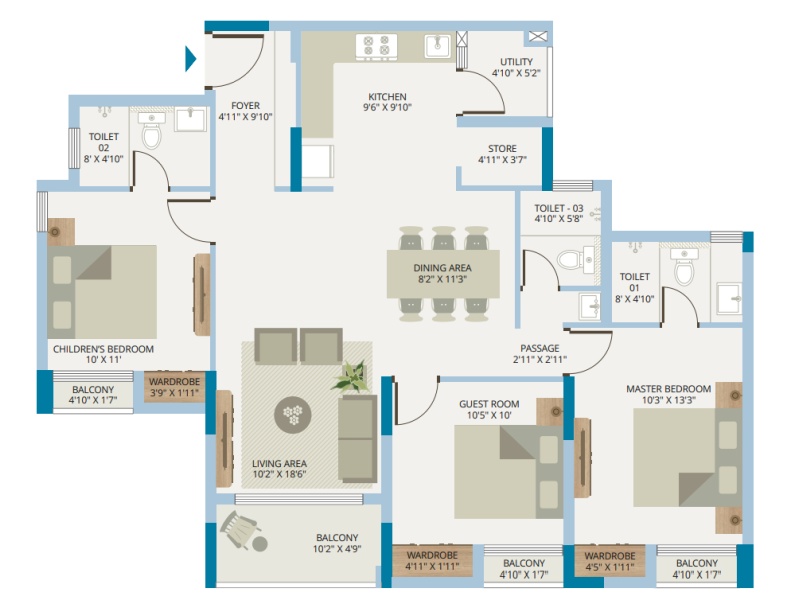 UTILITY
4'10" X 5'2"
KITCHEN
9'6" X 9'10"
FOYER
4'11" X 9'10"
TOILET
02
8' X 4'10"
STORE
4'11" X 3'7"
TOILET - 03
4'10" X 5'8"
DINING AREA
8'2" X 11'3"
TOILET
01
8' X 4'10"
CHILDREN'S BEDROOM
10' X 11'
PASSAGE
2'11" X 2'11"
WARDROBE
3'9" X 1'11"
BALCONY
4'10" X 1'7"
MASTER BEDROOM
10'3" X 13'3"
GUEST ROOM
10'5" X 10'
LIVING AREA
10'2" X 18'6"
BALCONY
10'2" X 4'9"
WARDROBE
4'11" X 1'11"
BALCONY
4'10" X 1'7"
WARDROBE
4'5" X 1'11"
BALCONY
4'10" X 1'7"